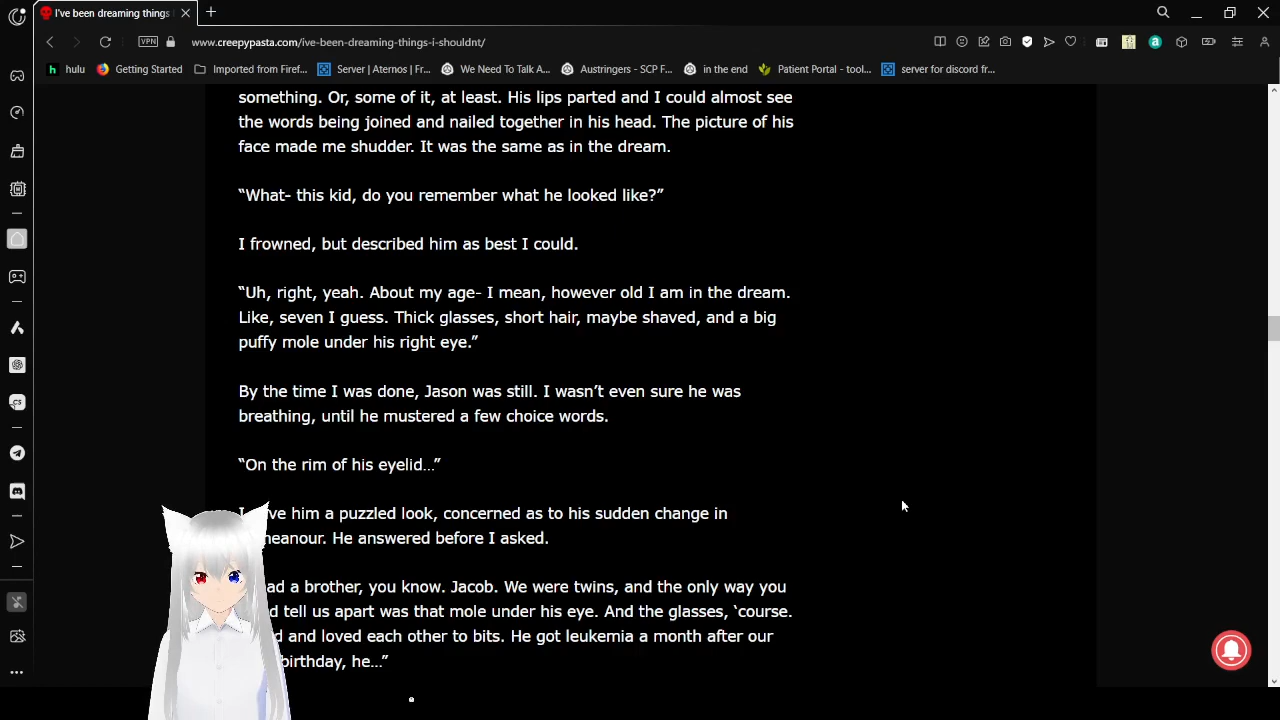 I've been dreaming things
www.creepypasta.com/ive-been-dreaming-things-i-shouldnt/
VPN
hulu
Getting Started
Imported from Firef...
Server | Aternos | Fr...
We Need To Talk A...
Austringers - SCP F...
in the end
Patient Portal - tool...
server for discord fr...
something. Or, some of it, at least. His lips parted and I could almost see
the words being joined and nailed together in his head. The picture of his
face made me shudder. It was the same as in the dream.
“What- this kid, do you remember what he looked like?”
I frowned, but described him as best I could.
“Uh, right, yeah. About my age- I mean, however old I am in the dream.
Like, seven I guess. Thick glasses, short hair, maybe shaved, and a big
puffy mole under his right eye.”
By the time I was done, Jason was still. I wasn’t even sure he was
breathing, until he mustered a few choice words.
“On the rim of his eyelid…”
I ve him a puzzled look, concerned as to his sudden change in
meanour. He answered before I asked.
ad a brother, you know. Jacob. We were twins, and the only way you
d tell us apart was that mole under his eye. And the glasses, ‘course.
d and loved each other to bits. He got leukemia a month after our
birthday, he…”